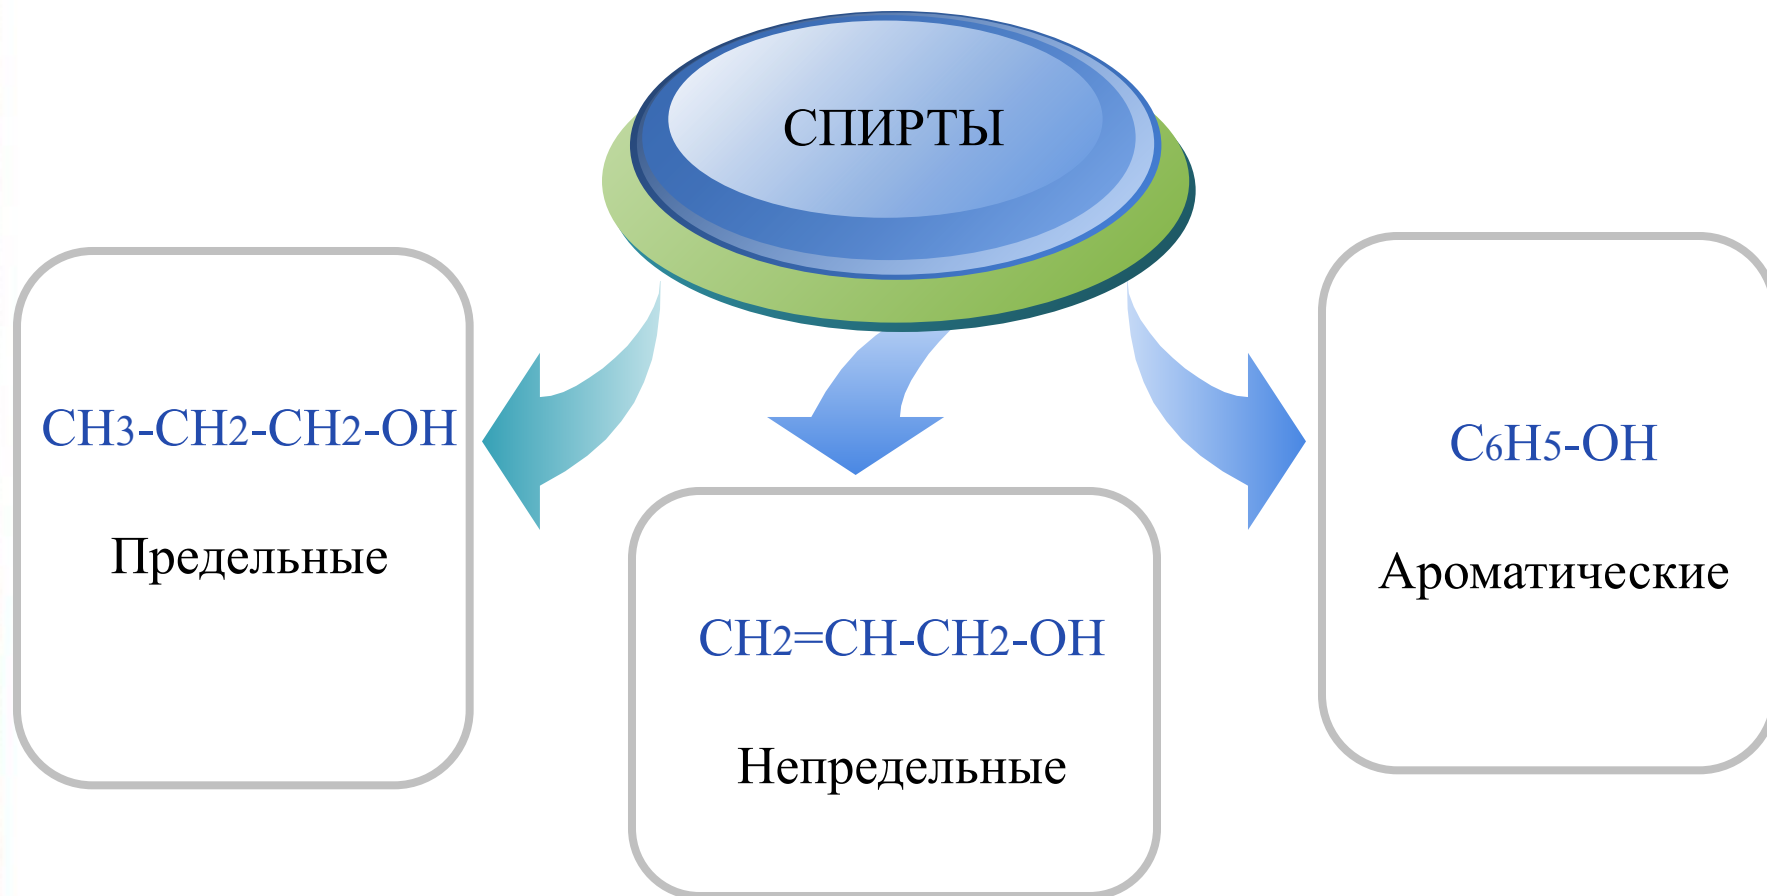 СПИРТЫ
CH3-CH2-CH2-OH
Предельные
CH2=CH-CH2-OH
Непредельные
C6H5-OH
Ароматические